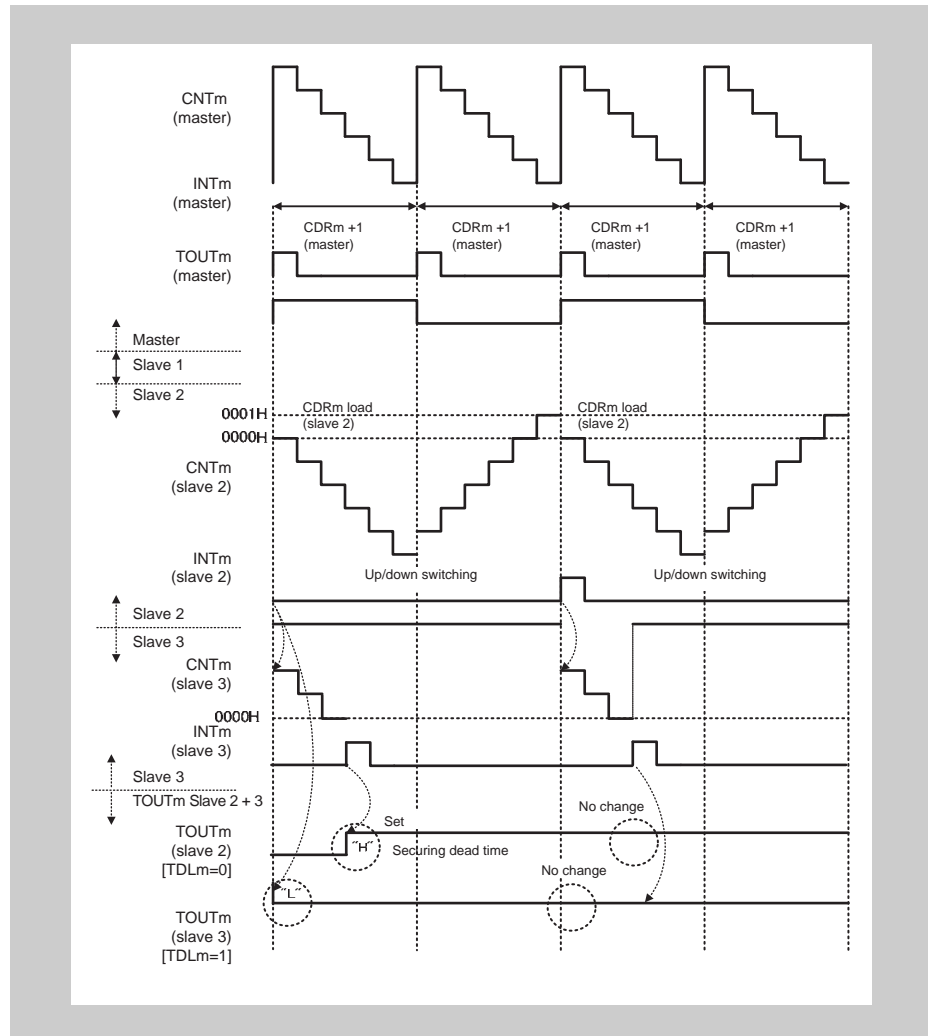 CNTm
(master)
INTm
(master)
CDRm +1
(master)
CDRm +1
(master)
CDRm +1
(master)
CDRm +1
(master)
TOUTm
(master)
Master
Slave 1
Slave 2
0001H
CDRm load
(slave 2)
CDRm load
(slave 2)
0000H
CNTm
(slave 2)
INTm
(slave 2)
Up/down switching
Up/down switching
Slave 2
Slave 3
CNTm
(slave 3)
0000H
INTm
(slave 3)
Slave 3
TOUTm Slave 2 + 3
No change
Set
TOUTm
(slave 2)
[TDLm=0]
"H"
Securing dead time
No change
"L"
TOUTm
(slave 3)
[TDLm=1]